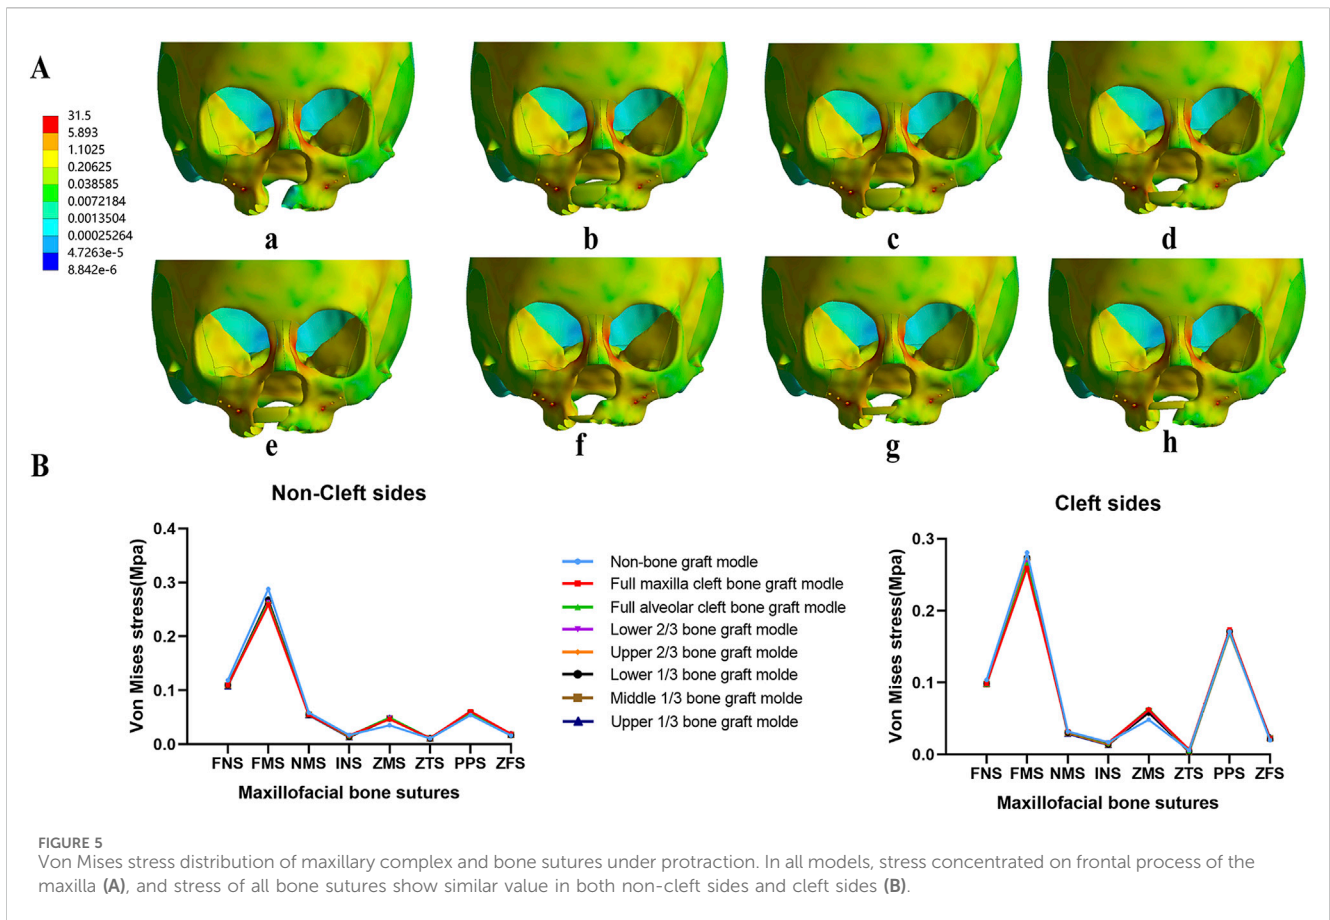 A
31.5
5.893
1.1025
0.20625
0.038585
0.0072184
0.0013504
0.00025264
4.7263e-5
8.842e-6
a
b
c
d
e
f
g
h
B
Non-Cleft sides
Von Mises stress(Mpa)
0.4
0.3
0.2
0.1
0.0
FNS FMS NMS INS ZMS ZTS PPS ZFS
Maxillofacial bone sutures
Non-bone graft modle
Full maxilla cleft bone graft modle
Full alveolar cleft bone graft modle
Lower 2/3 bone graft modle
Upper 2/3 bone graft molde
Lower 1/3 bone graft molde
Middle 1/3 bone graft molde
Upper 1/3 bone graft molde
Cleft sides
Von Mises stress(Mpa)
0.3
0.2
0.1
0.0
FNS FMS NMS INS ZMS ZTS PPS ZFS
Maxillofacial bone sutures
FIGURE 5
Von Mises stress distribution of maxillary complex and bone sutures under protraction. In all models, stress concentrated on frontal process of the
maxilla (A), and stress of all bone sutures show similar value in both non-cleft sides and cleft sides (B).